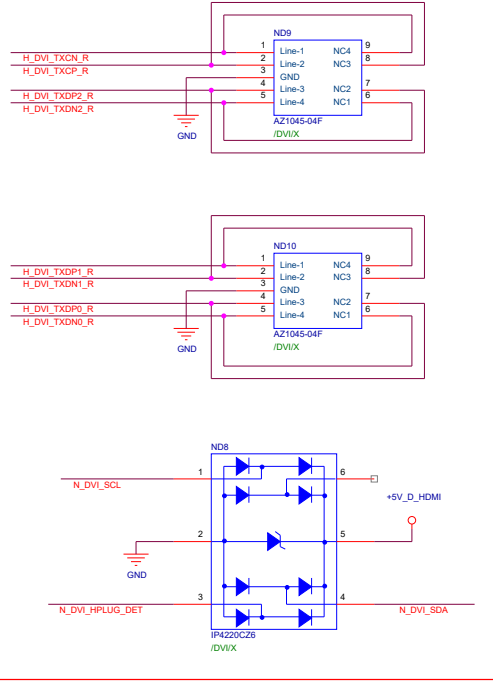 ND9
1 Line-1 NC4 9
H_DVI_TXCN_R
2 Line-2 NC3 8
H_DVI_TXCP_R
3 GND
4 Line-3 NC2 7
H_DVI_TXDP2_R
5 Line-4 NC1 6
H_DVI_TXDN2_R
AZ1045-04F
/DVI/X
GND
ND10
1 Line-1 NC4 9
H_DVI_TXDP1_R
2 Line-2 NC3 8
H_DVI_TXDN1_R
3 GND
4 Line-3 NC2 7
H_DVI_TXDP0_R
5 Line-4 NC1 6
H_DVI_TXDN0_R
AZ1045-04F
/DVI/X
GND
ND8
1 6
N_DVI_SCL
+5V_D_HDMI
2 5
GND
3 4
N_DVI_HPLUG_DET N_DVI_SDA
IP4220CZ6
/DVI/X